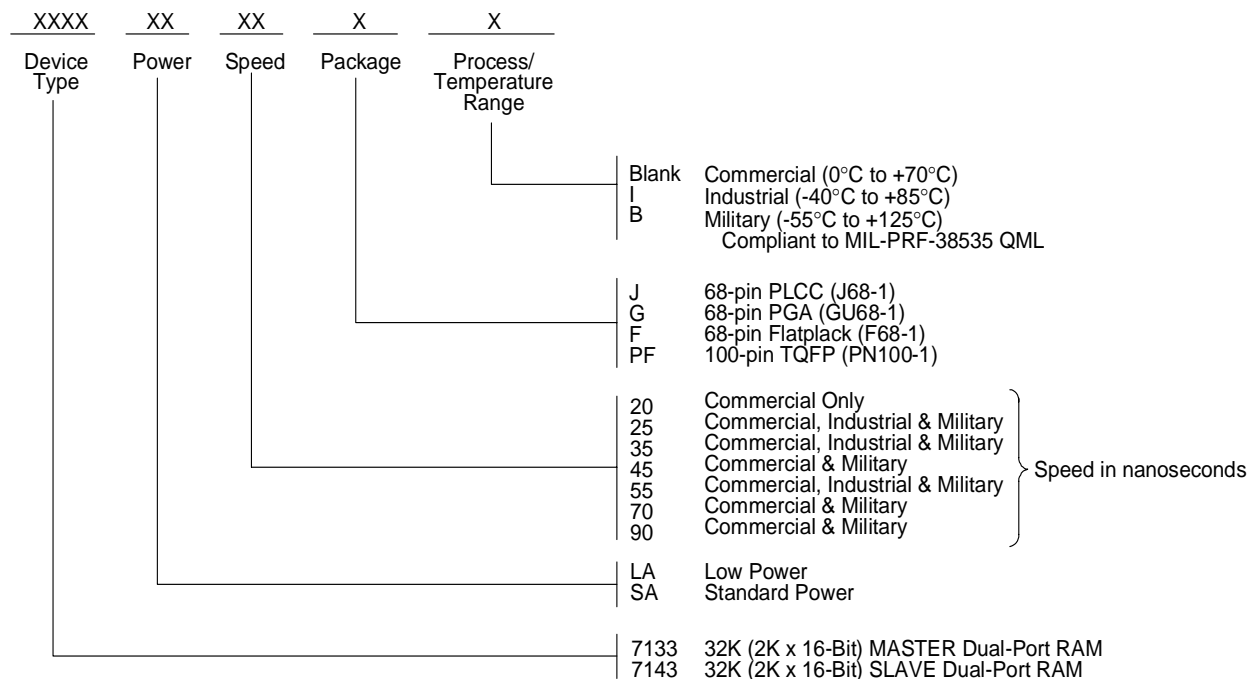 XXXX XX XX X X
Device Type Power Speed Package Process/ Temperature Range
Blank Commercial (0°C to +70°C)
I Industrial (-40°C to +85°C)
B Military (-55°C to +125°C)
Compliant to MIL-PRF-38535 QML
J 68-pin PLCC (J68-1)
G 68-pin PGA (GU68-1)
F 68-pin Flatplack (F68-1)
PF 100-pin TQFP (PN100-1)
20 Commercial Only
25 Commercial, Industrial & Military
35 Commercial, Industrial & Military
45 Commercial & Military
55 Commercial, Industrial & Military
70 Commercial & Military
90 Commercial & Military
Speed in nanoseconds
LA Low Power
SA Standard Power
7133 32K (2K x 16-Bit) MASTER Dual-Port RAM
7143 32K (2K x 16-Bit) SLAVE Dual-Port RAM